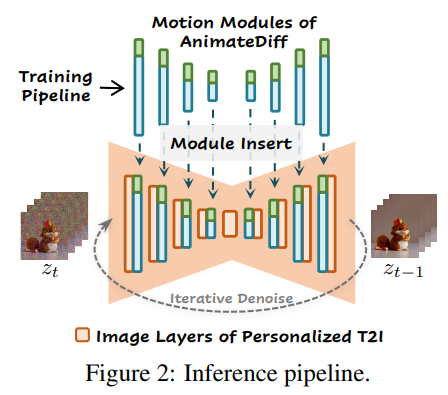 Motion Modules of
AnimateDiff
Training
Pipeline
Module Insert
z_t
z_{t-1}
Iterative Denoise
Image Layers of Personalized T2I
Figure 2: Inference pipeline.